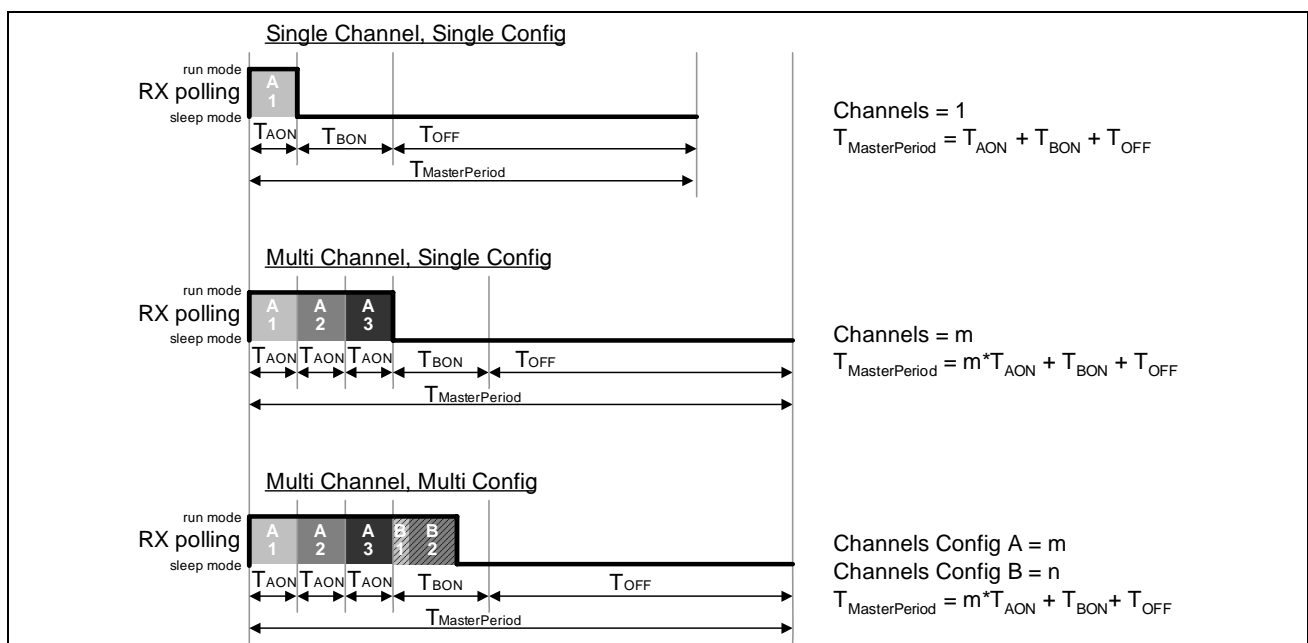 Single Channel, Single Config
run mode
RX polling
sleep mode
A
1
TAON
TBON
TOFF
TMasterPeriod
Channels = 1
TMasterPeriod = TAON + TBON + TOFF
Multi Channel, Single Config
run mode
RX polling
sleep mode
A
1
A
2
A
3
TAON TAON TAON
TBON
TOFF
TMasterPeriod
Channels = m
TMasterPeriod = m*TAON + TBON + TOFF
Multi Channel, Multi Config
run mode
RX polling
sleep mode
A
1
A
2
A
3
B
1
B
2
TAON TAON TAON
TBON
TOFF
TMasterPeriod
Channels Config A = m
Channels Config B = n
TMasterPeriod = m*TAON + TBON+ TOFF